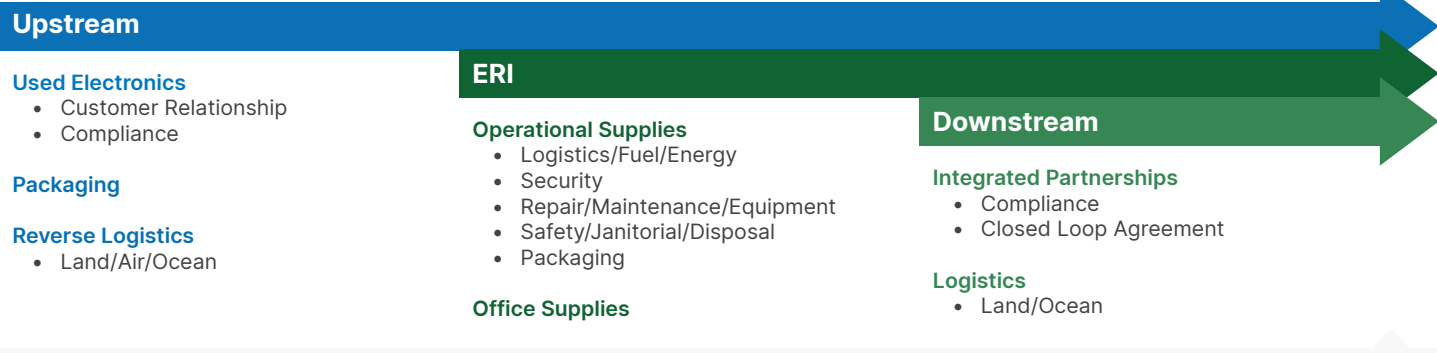 Upstream
Used Electronics
• Customer Relationship
• Compliance
Packaging
Reverse Logistics
• Land/Air/Ocean
ERI
Operational Supplies
• Logistics/Fuel/Energy
• Security
• Repair/Maintenance/Equipment
• Safety/Janitorial/Disposal
• Packaging
Office Supplies
Downstream
Integrated Partnerships
• Compliance
• Closed Loop Agreement
Logistics
• Land/Ocean